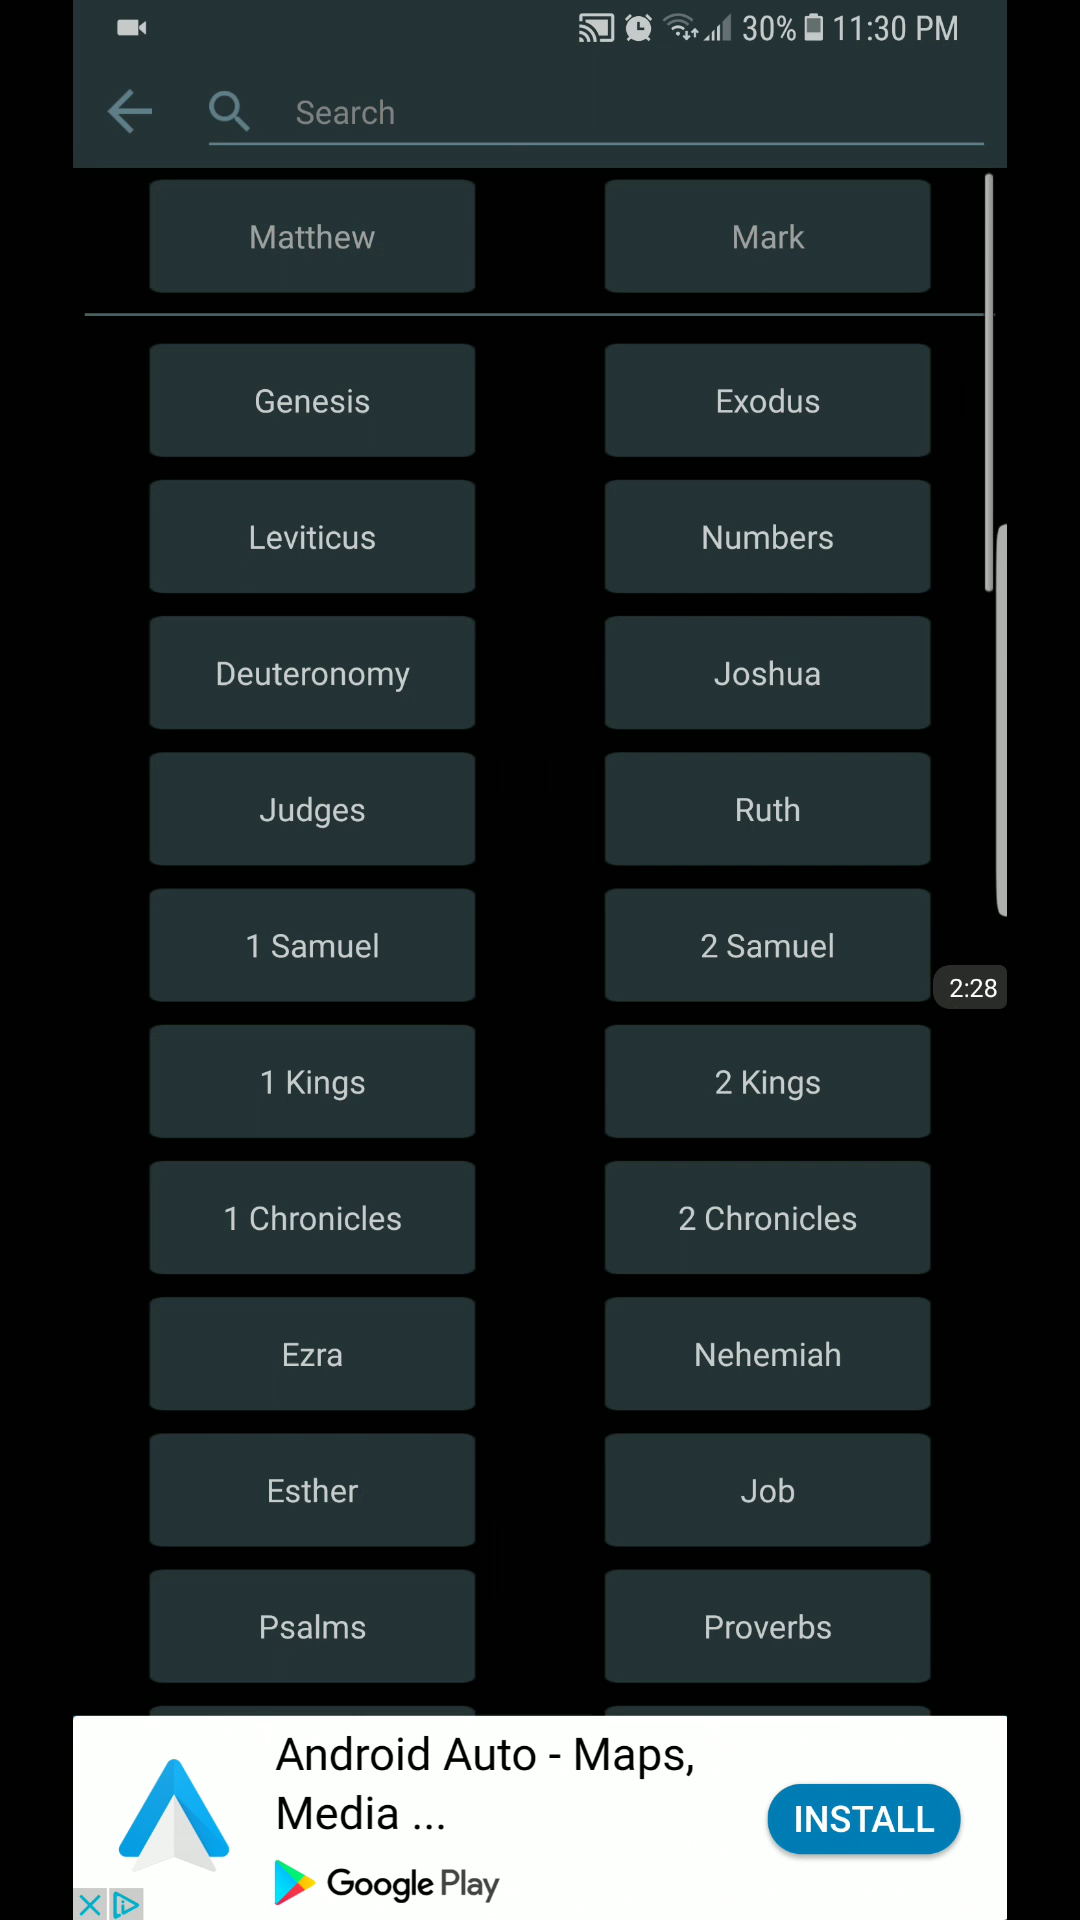 30% 11:30 PM
Search
Matthew Mark
Genesis Exodus
Leviticus Numbers
Deuteronomy Joshua
Judges Ruth
1 Samuel 2 Samuel
2:28
1 Kings 2 Kings
1 Chronicles 2 Chronicles
Ezra Nehemiah
Esther Job
Psalms Proverbs
Android Auto - Maps,
Media ...
INSTALL
Google Play